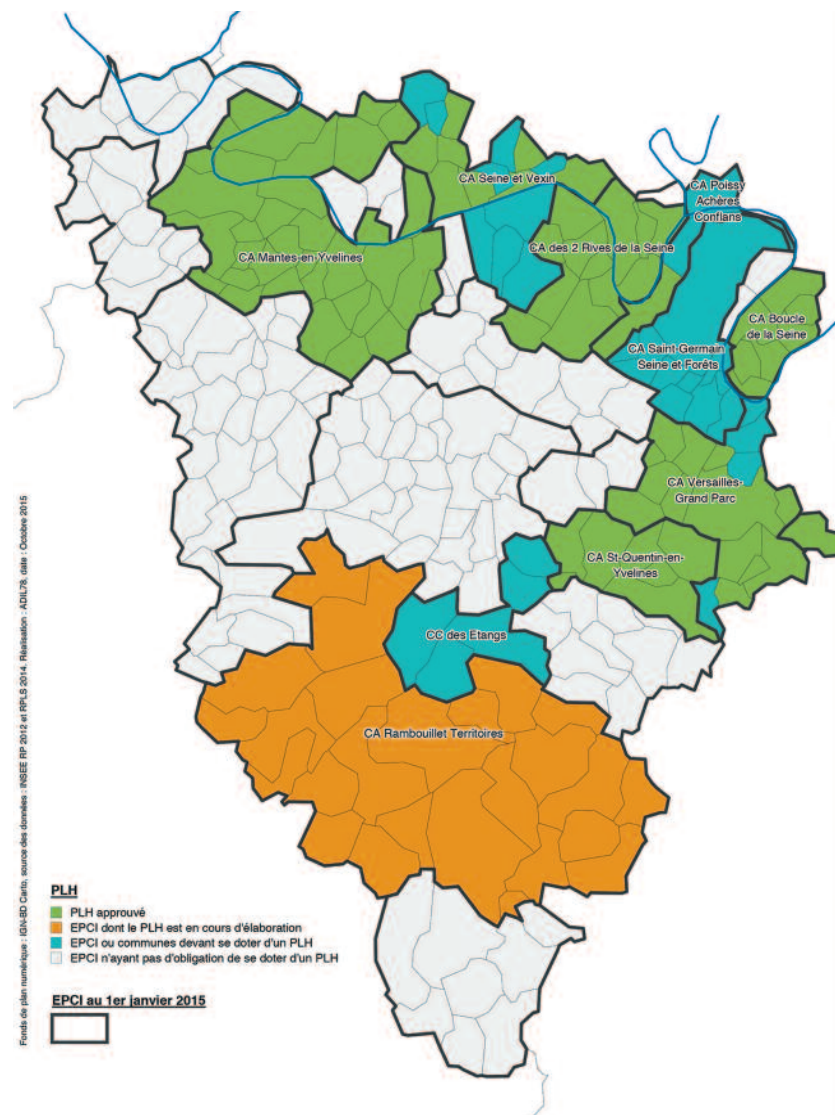 CA Seine et Vexin
CA Poissy
Achères
Conflans
CA des 2 Rives de la Seine
CA Mantes-en-Yvelines
CA Boucle
de la Seine
CA Saint-Germain
Seine et Forêts
CA Versailles-
Grand Parc
CA St-Quentin-en-
Yvelines
CC des Etangs
CA Rambouillet Territoires
Fonds de plan numérique : IGN-BD Carto, source des données : INSEE RP 2012 et RPLS 2014. Réalisation : ADIL78, date : Octobre 2015
PLH
PLH approuvé
EPCI dont le PLH est en cours d'élaboration
EPCI ou communes devant se doter d'un PLH
EPCI n'ayant pas d'obligation de se doter d'un PLH
EPCI au 1er janvier 2015